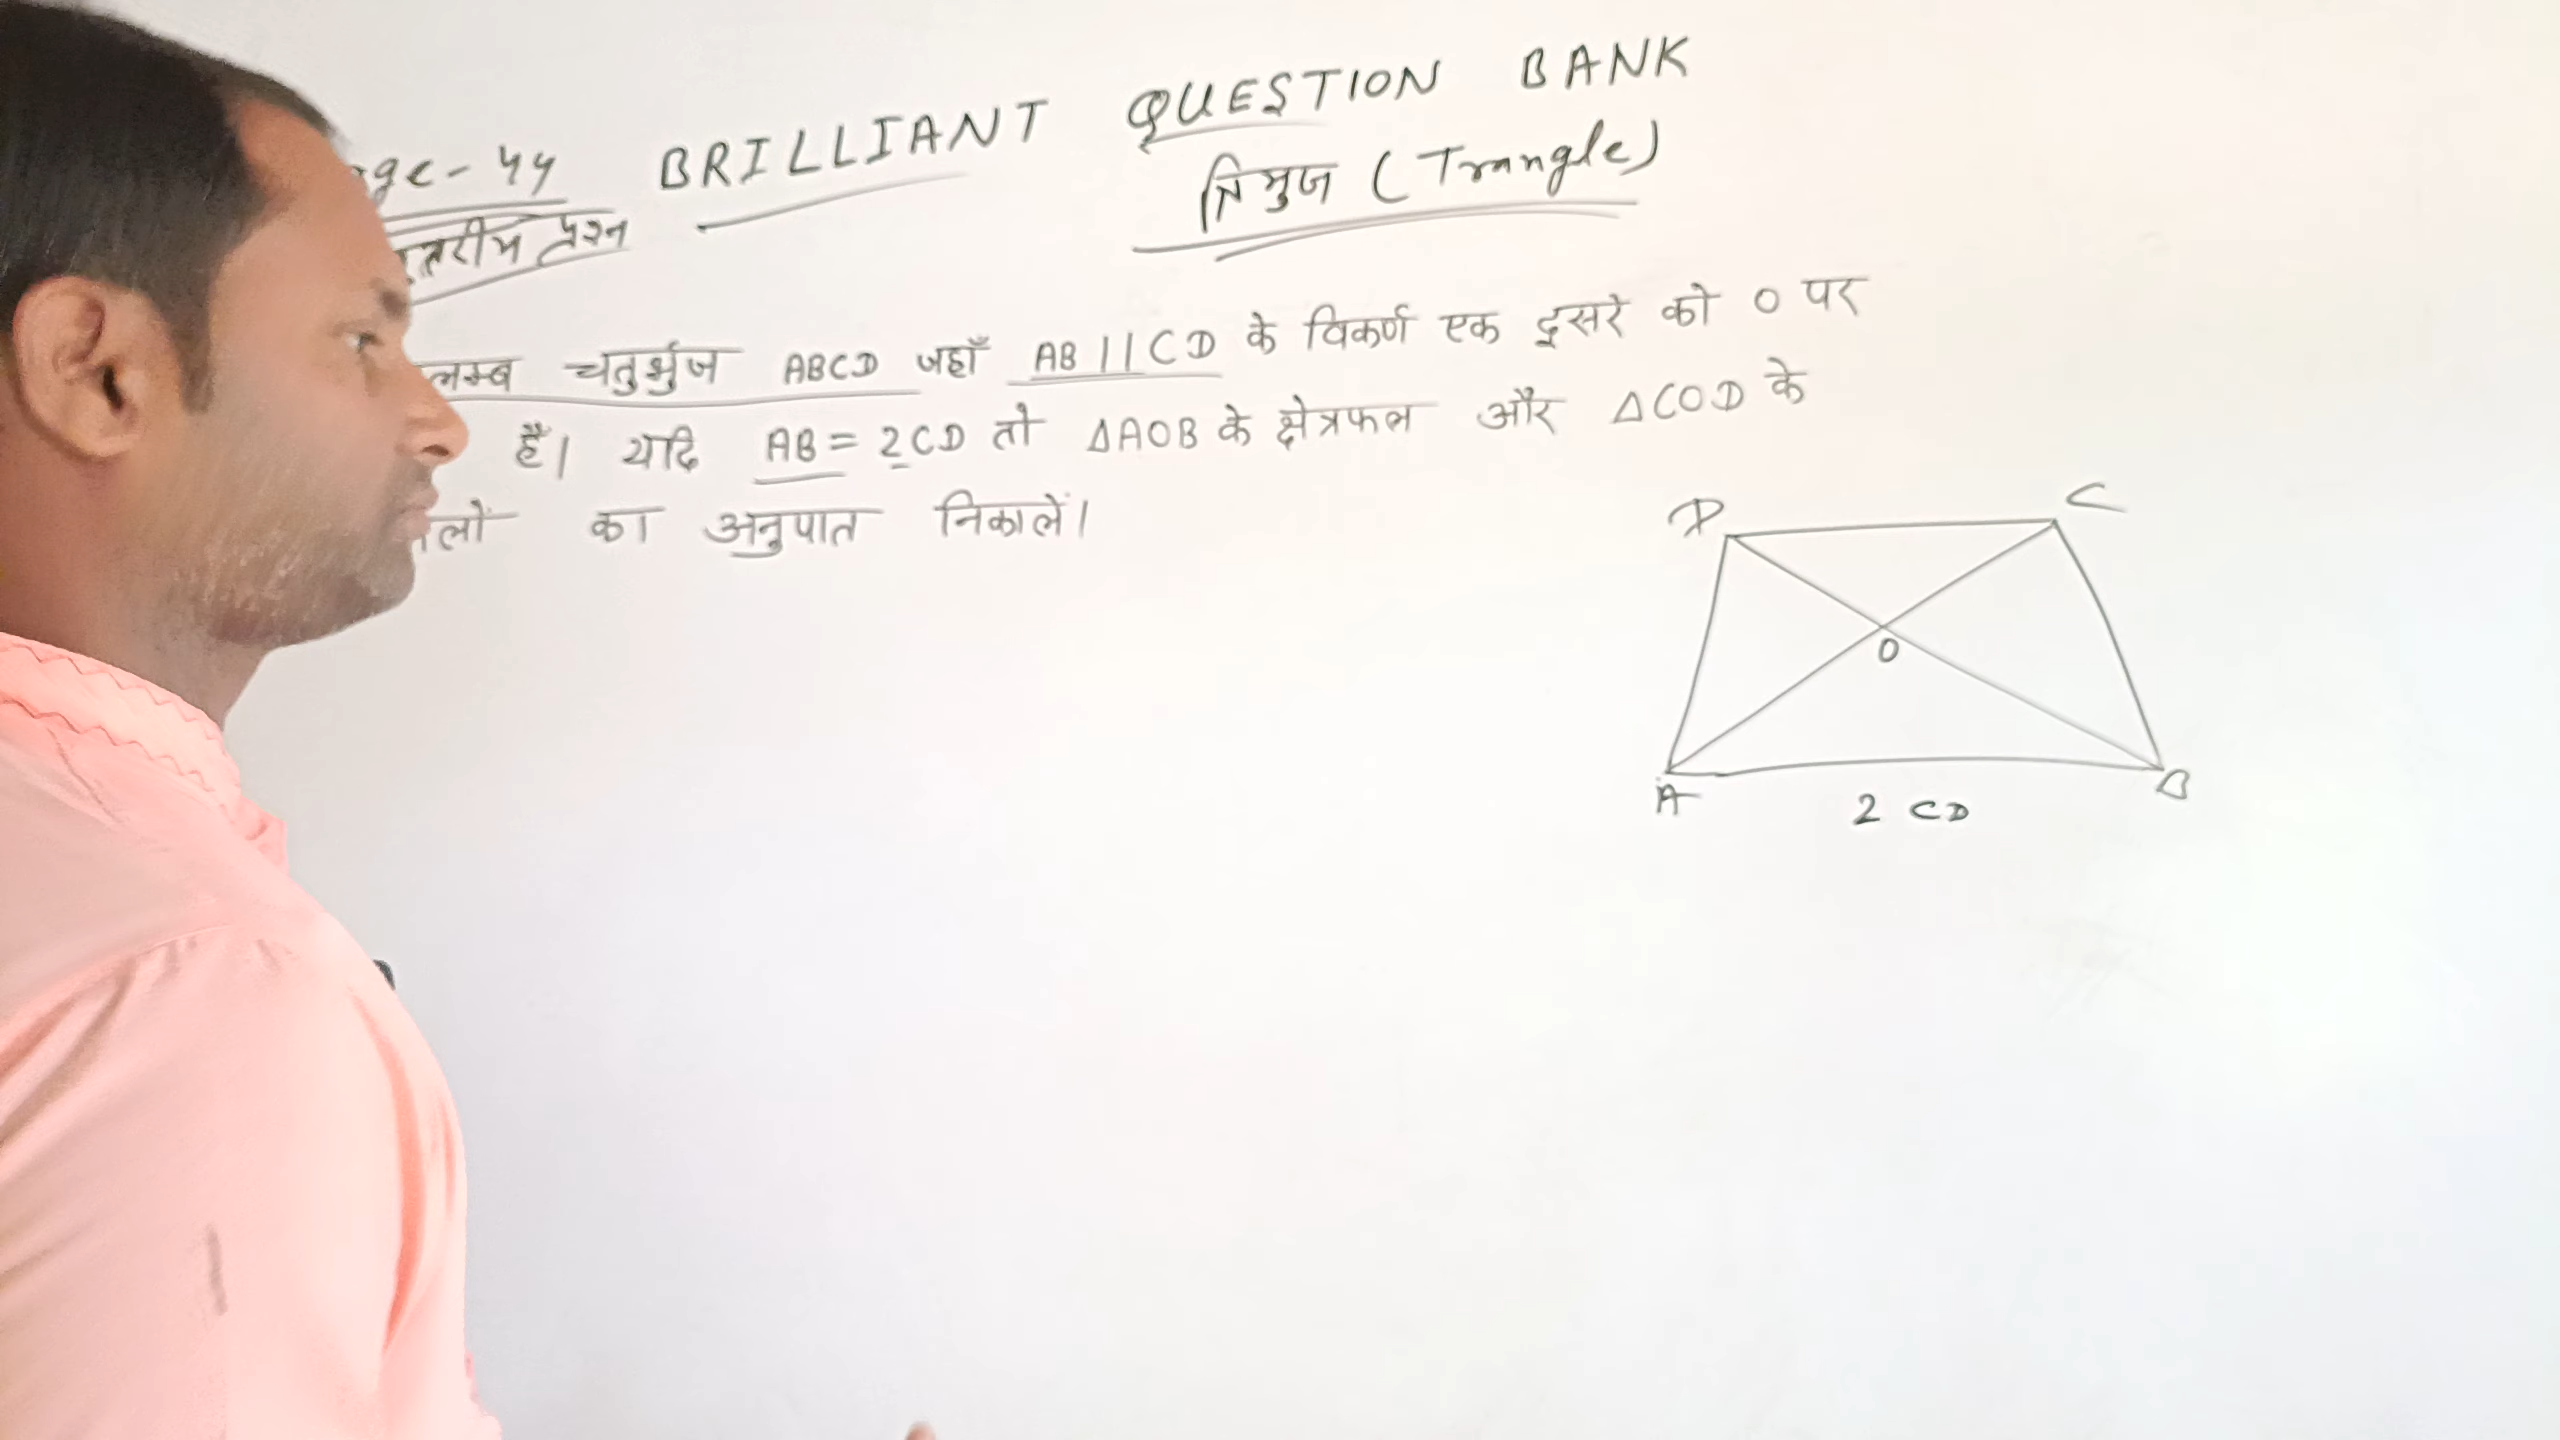 BRILLIANT QUESTION BANK
त्रिभुज (Trangle)
प्रश्न
चतुर्भुज ABCD जहाँ AB || CD के विकर्ण एक दूसरे को O पर
हैं। यदि AB = 2CD तो ΔAOB के क्षेत्रफल और ΔCOD के
का अनुपात निकालें।
D C
O
A B
2 CD